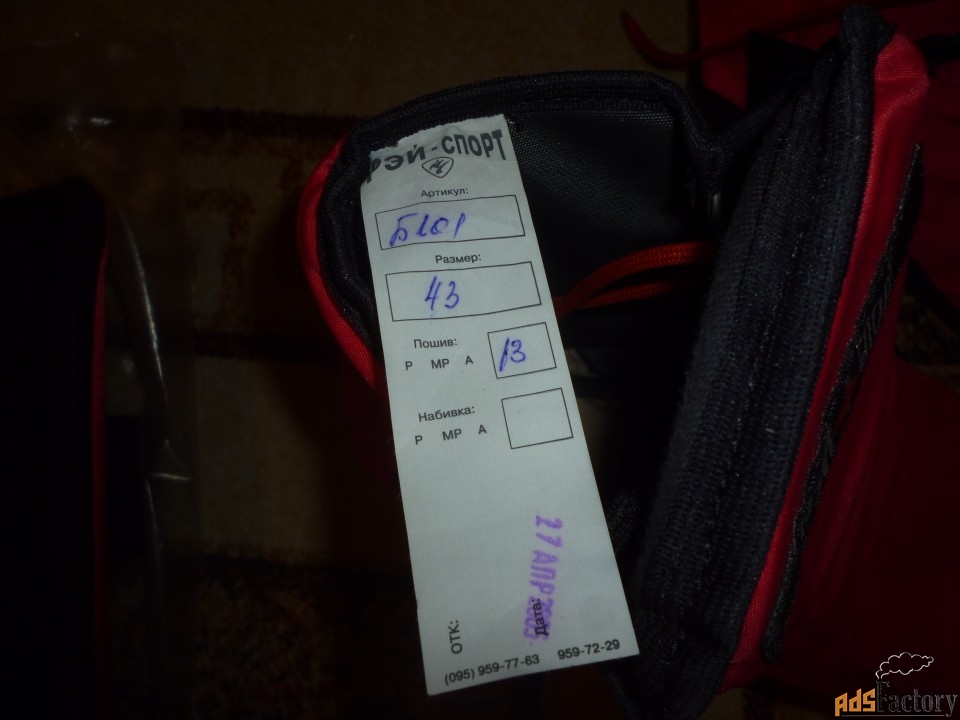 РЭЙ-СПОРТ
Артикул:
Б101
Размер:
43
Пошив:
Р МР А
13
Набивка:
Р МР А
ОТК:
Дата:
27 АПР
(095) 959-77-63 959-72-29
AdsFactory